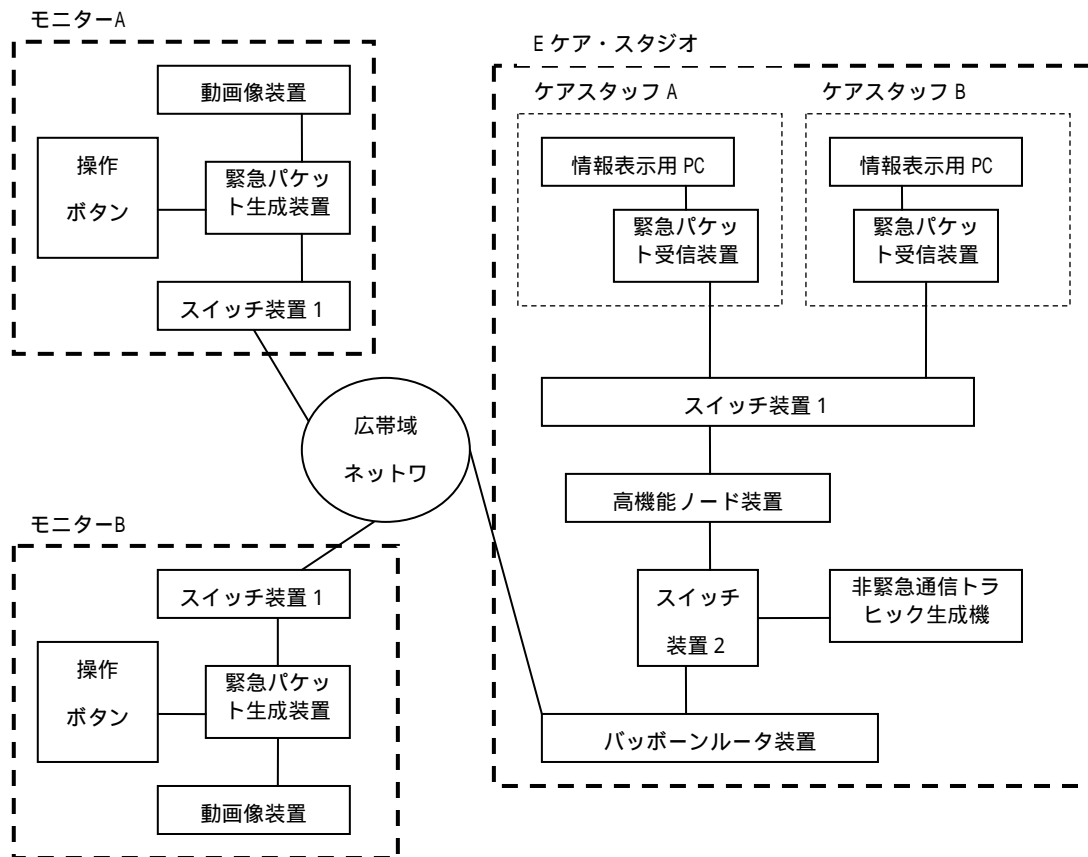 モニターA
動画像装置
操作
ボタン
緊急パケッ
ト生成装置
スイッチ装置1
広帯域
ネットワ
モニターB
スイッチ装置1
操作
ボタン
緊急パケッ
ト生成装置
動画像装置
Eケア・スタジオ
ケアスタッフA
情報表示用PC
緊急パケッ
ト受信装置
ケアスタッフB
情報表示用PC
緊急パケッ
ト受信装置
スイッチ装置1
高機能ノード装置
スイッチ
装置2
非緊急通信トラ
ヒック生成機
バッボーンルータ装置